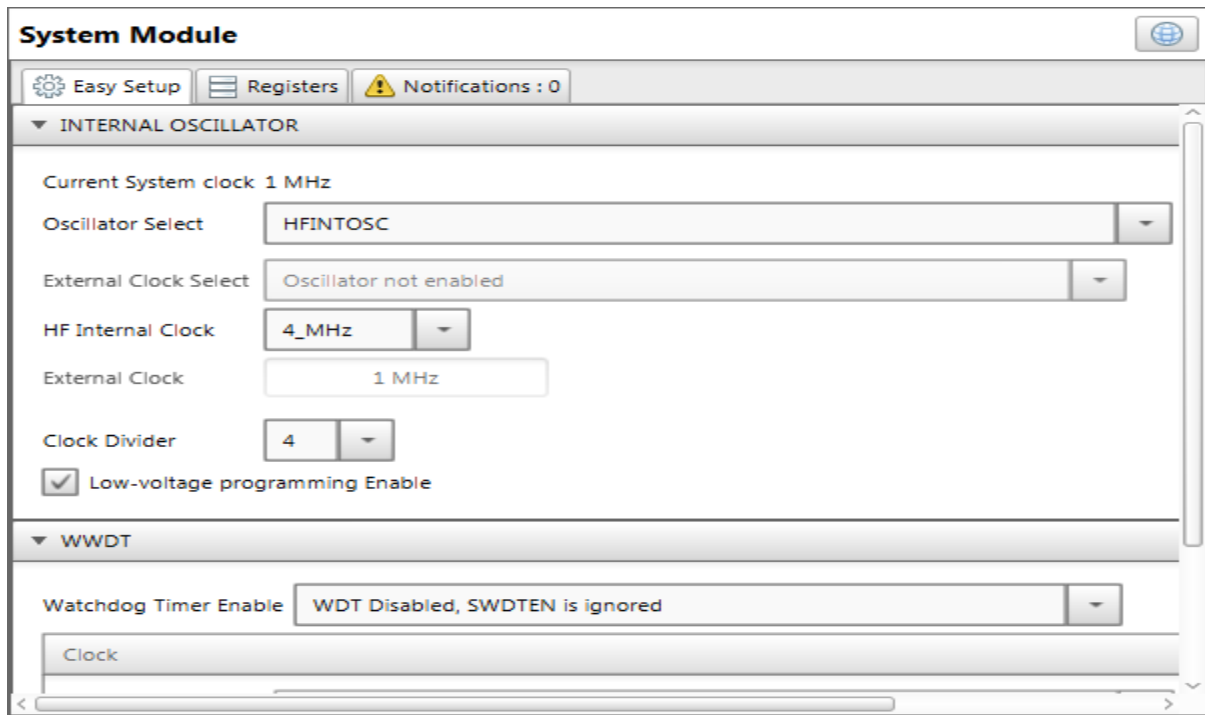 System Module
Easy Setup Registers Notifications : 0
INTERNAL OSCILLATOR
Current System clock 1 MHz
Oscillator Select HFINTOSC
External Clock Select Oscillator not enabled
HF Internal Clock 4_MHz
External Clock 1 MHz
Clock Divider 4
Low-voltage programming Enable
WWDT
Watchdog Timer Enable WDT Disabled, SWDTEN is ignored
Clock